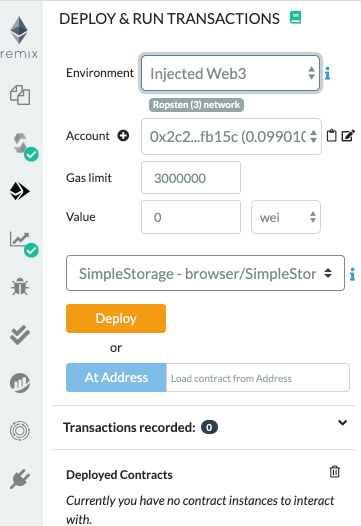 DEPLOY & RUN TRANSACTIONS
remix
Environment
Injected Web3
Ropsten (3) network
Account
0x2c2...fb15c (0.09901(
Gas limit
3000000
Value
0
wei
SimpleStorage - browser/SimpleStor
Deploy
or
At Address
Load contract from Address
Transactions recorded: 0
Deployed Contracts
Currently you have no contract instances to interact
with.